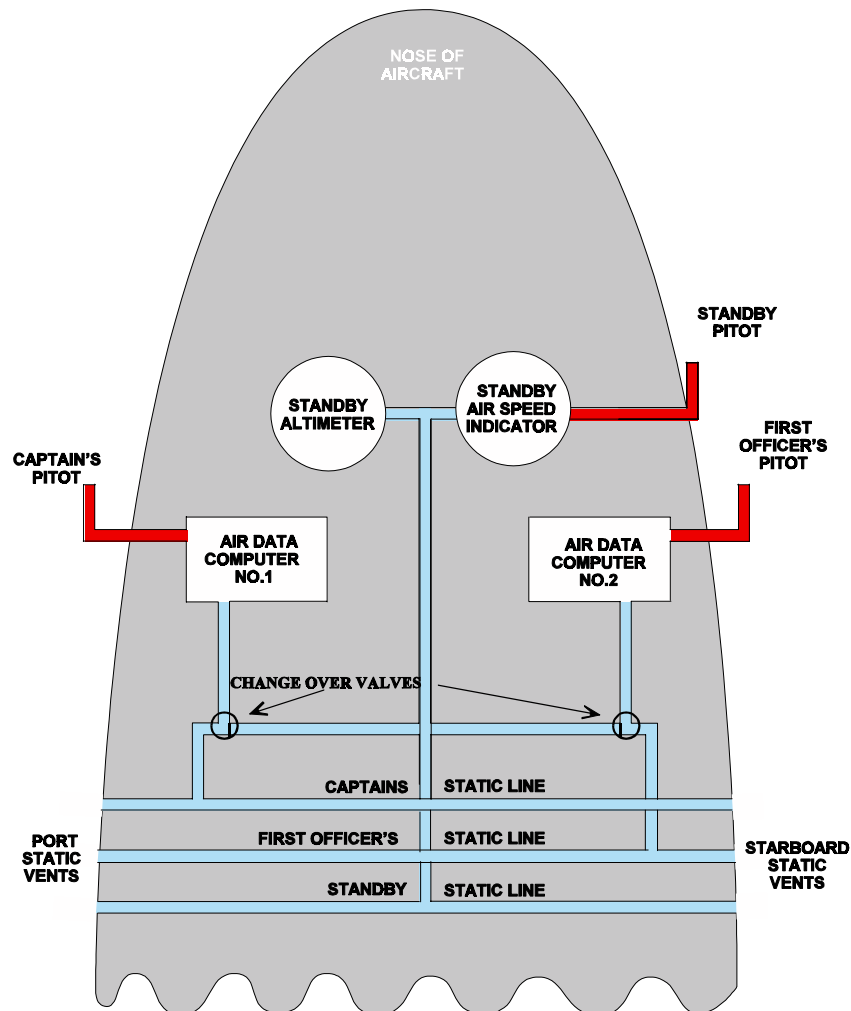 NOSE OF
AIRCRAFT
STANDBY
PITOT
STANDBY
AIR SPEED
INDICATOR
STANDBY
ALTIMETER
FIRST
OFFICER'S
PITOT
CAPTAIN'S
PITOT
AIR DATA
COMPUTER
NO.1
AIR DATA
COMPUTER
NO.2
CHANGE OVER VALVES
CAPTAINS STATIC LINE
FIRST OFFICER'S STATIC LINE
STANDBY STATIC LINE
PORT
STATIC
VENTS
STARBOARD
STATIC
VENTS